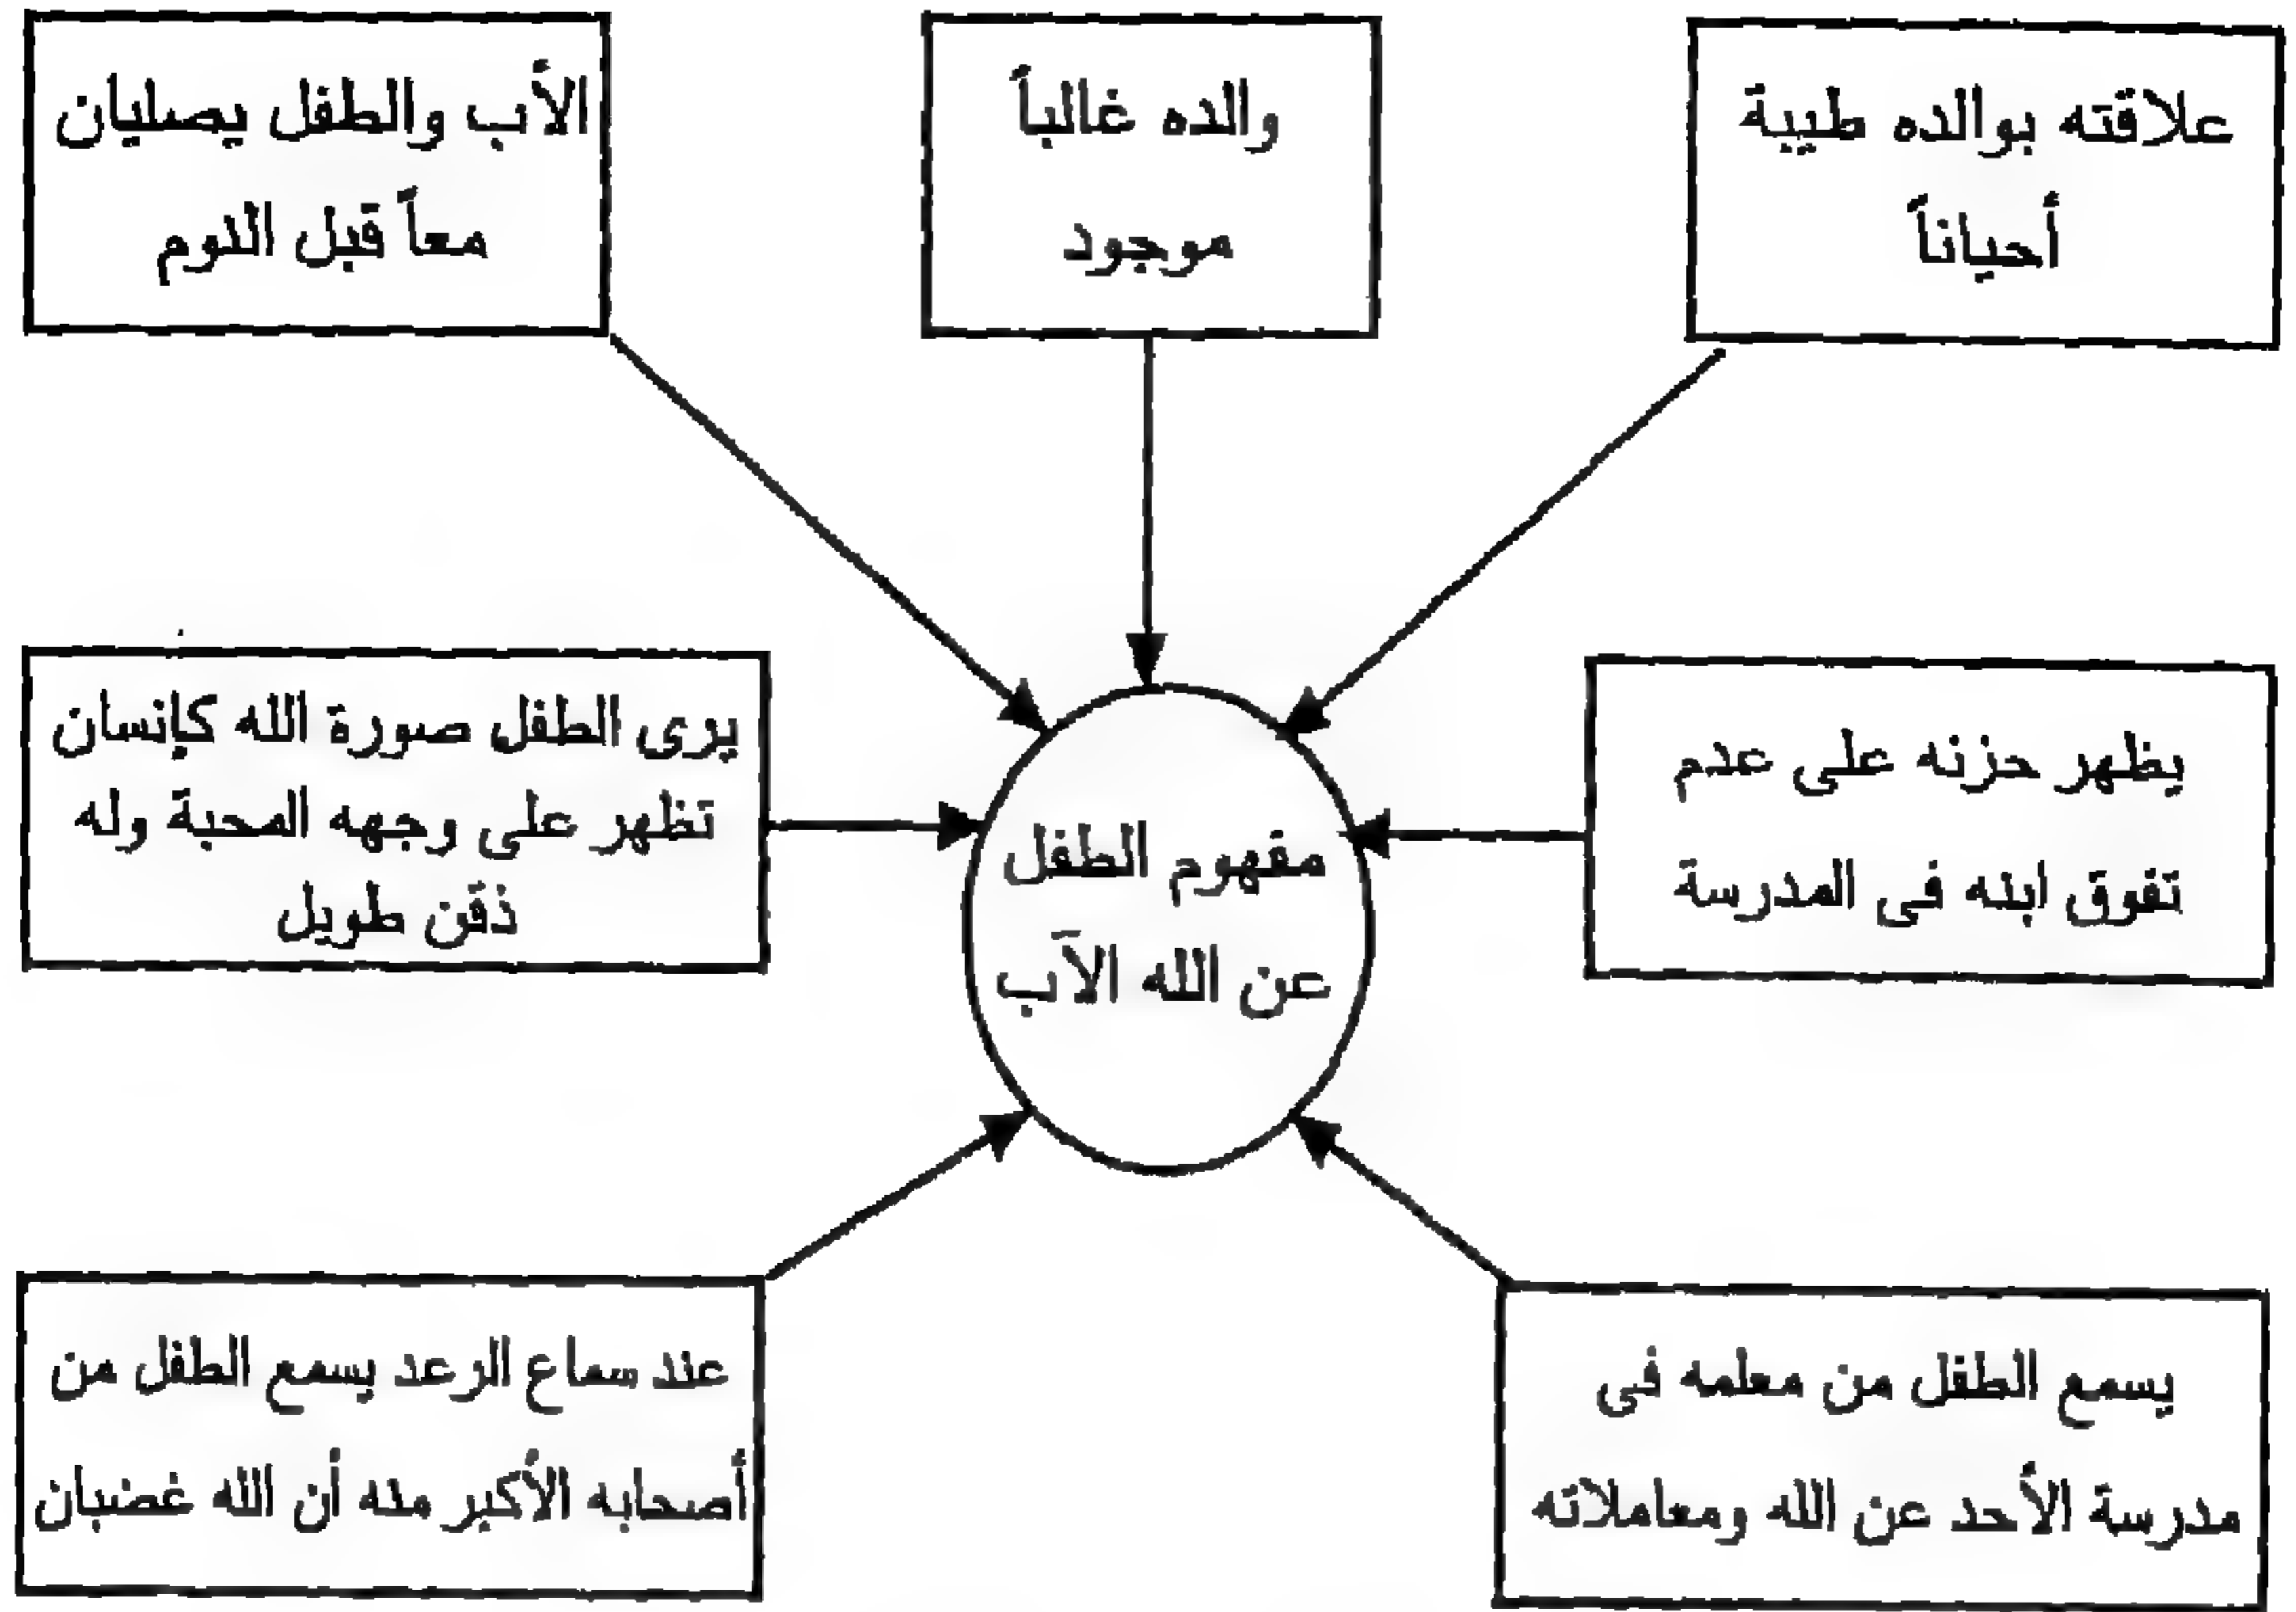 علاقته بوالده طيبة
أحياناً
والده غالباً
موجود
الأب والطفل يصليان
معاً قبل النوم
يظهر حزنه على عدم
تفوق ابنه فى المدرسة
مفهوم الطفل
عن الله الآب
يرى الطفل صورة الله كإنسان
تظهر على وجهه المحبة وله
ذقن طويل
يسمع الطفل من معلمه فى
مدرسة الأحد عن الله ومعاملاته
عند سماع الرعد يسمع الطفل من
أصحابه الأكبر منه أن الله غضبان